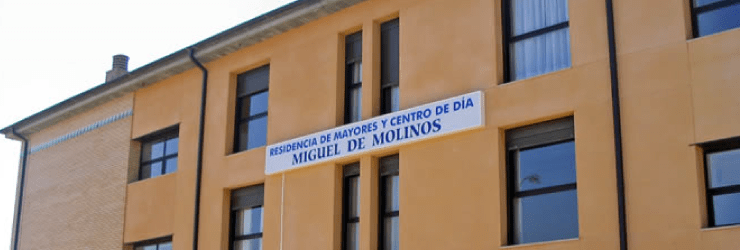 RESIDENCIA DE MAYORES Y CENTRO DE DÍA
MIGUEL DE MOLINOS